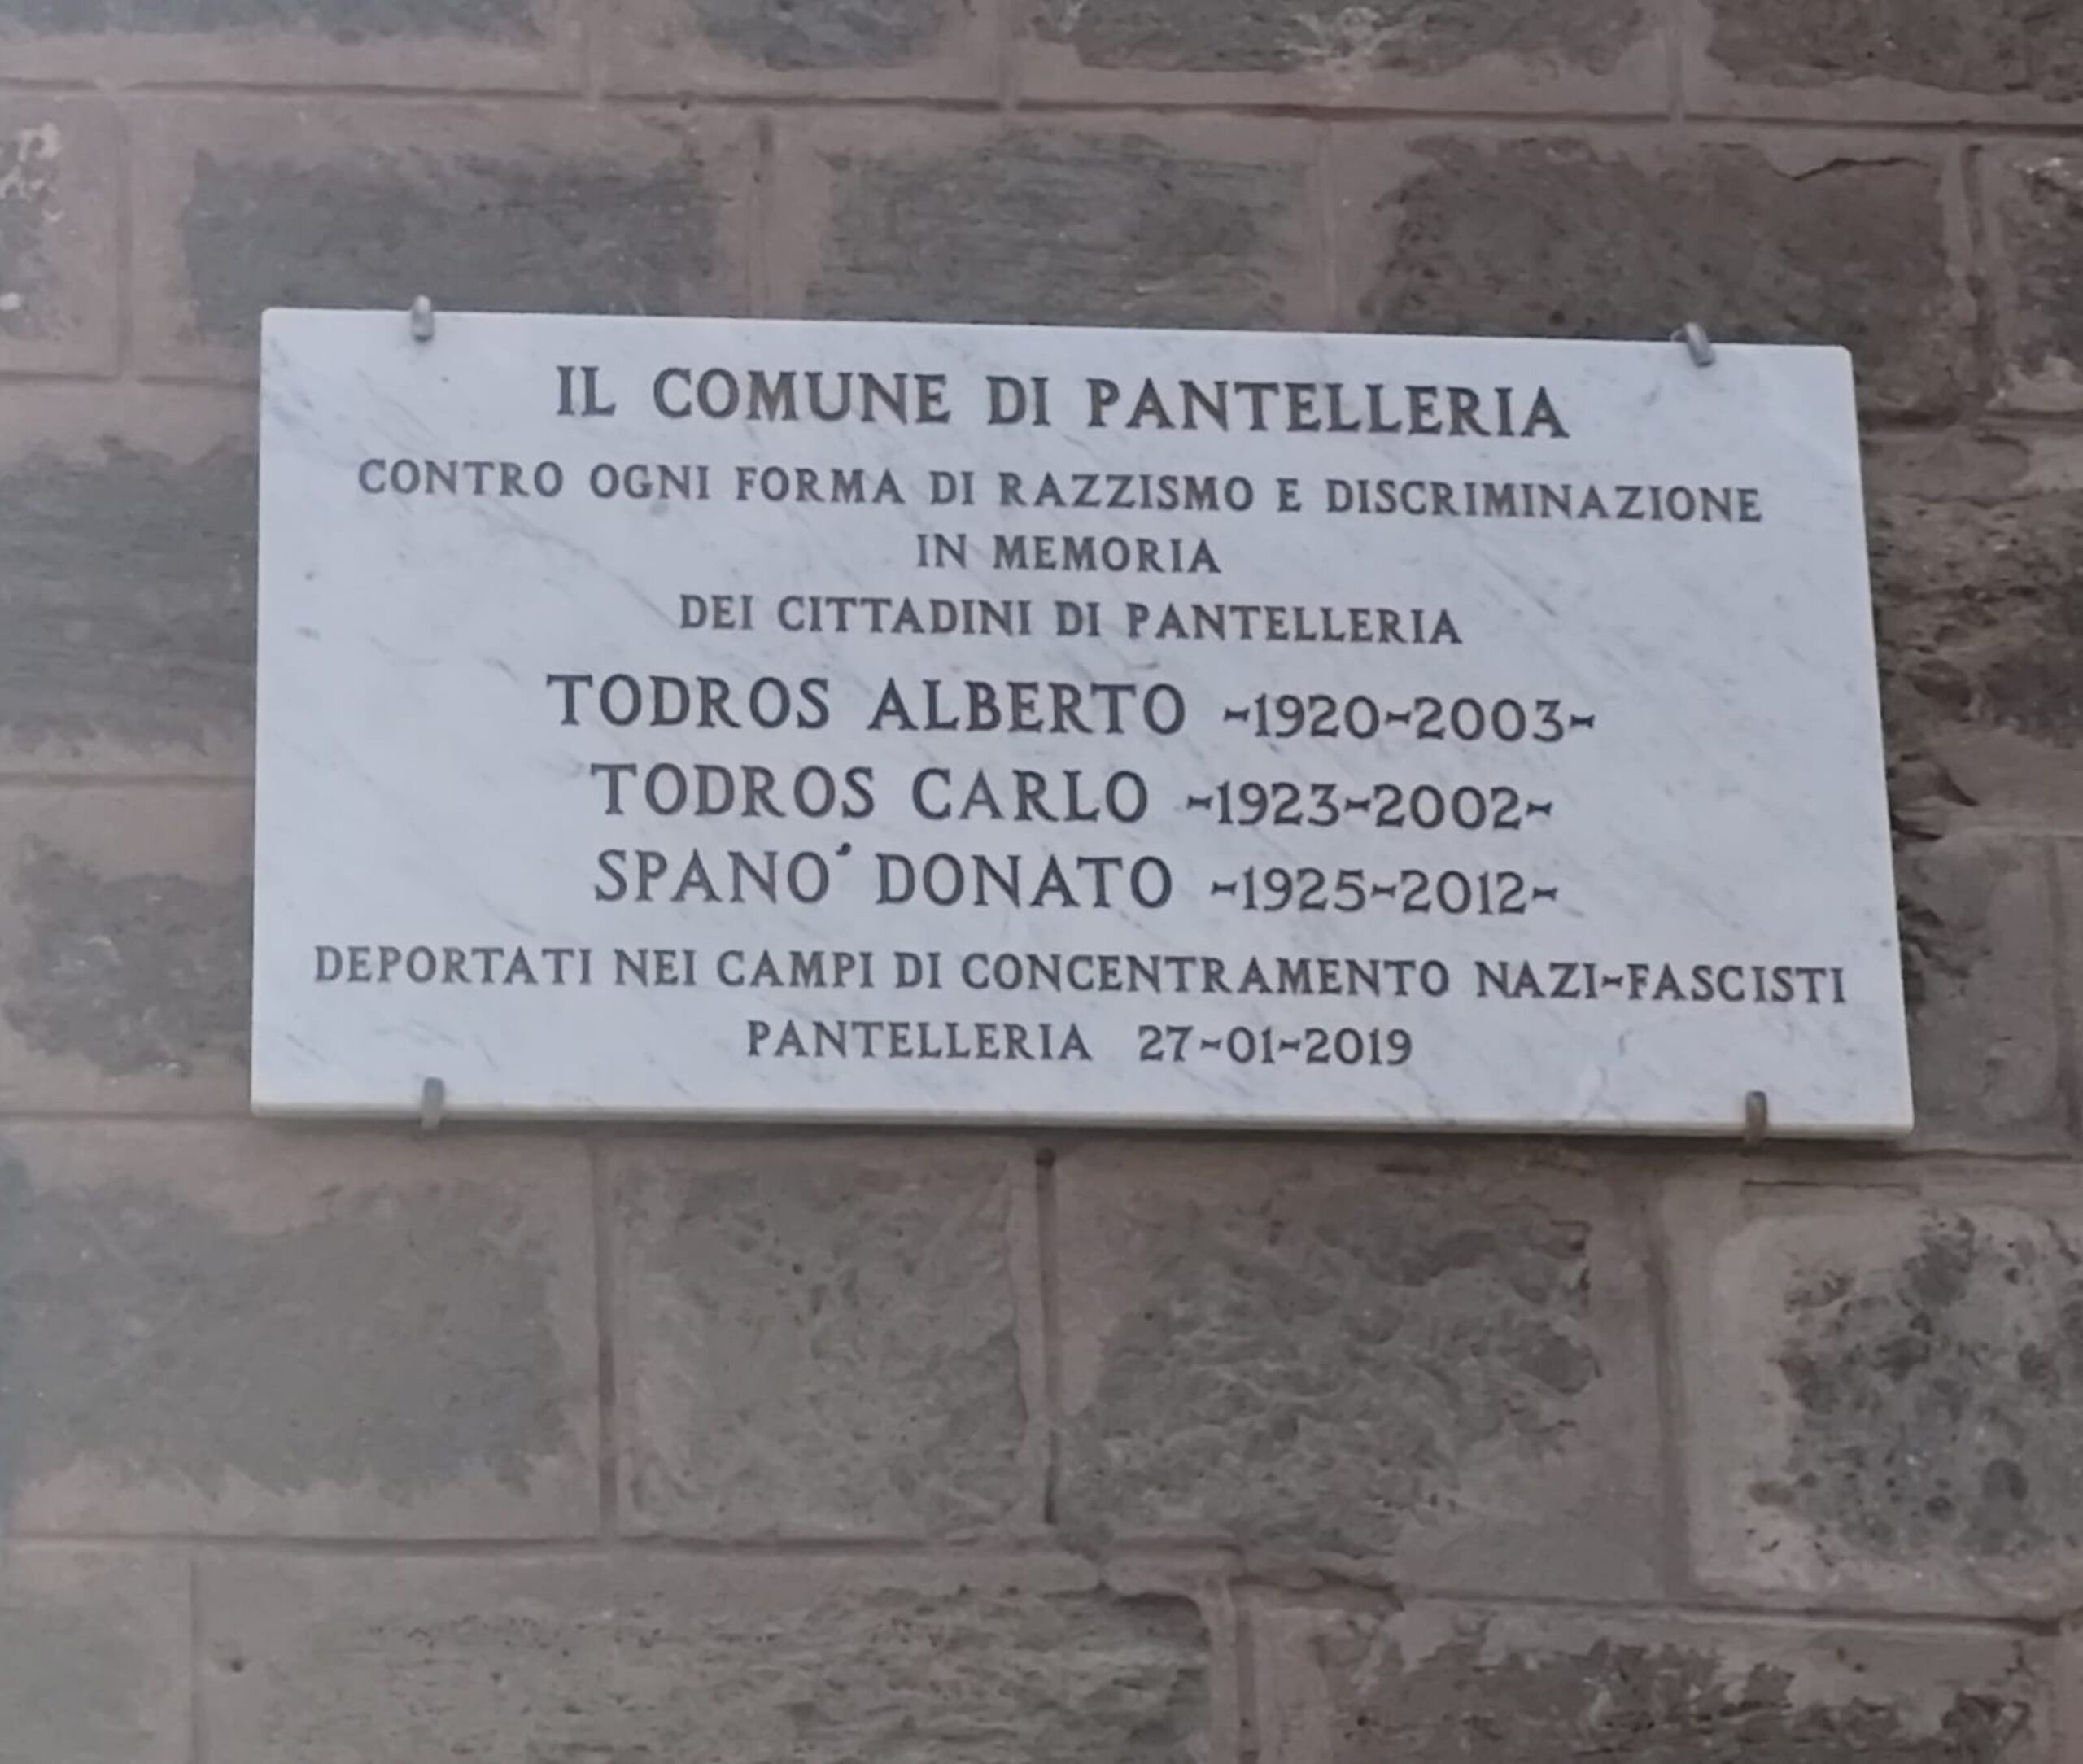 IL COMUNE DI PANTELLERIA
CONTRO OGNI FORMA DI RAZZISMO E DISCRIMINAZIONE
IN MEMORIA
DEI CITTADINI DI PANTELLERIA
TODROS ALBERTO -1920-2003-
TODROS CARLO -1923-2002-
SPANO' DONATO -1925-2012-
DEPORTATI NEI CAMPI DI CONCENTRAMENTO NAZI-FASCISTI
PANTELLERIA 27-01-2019